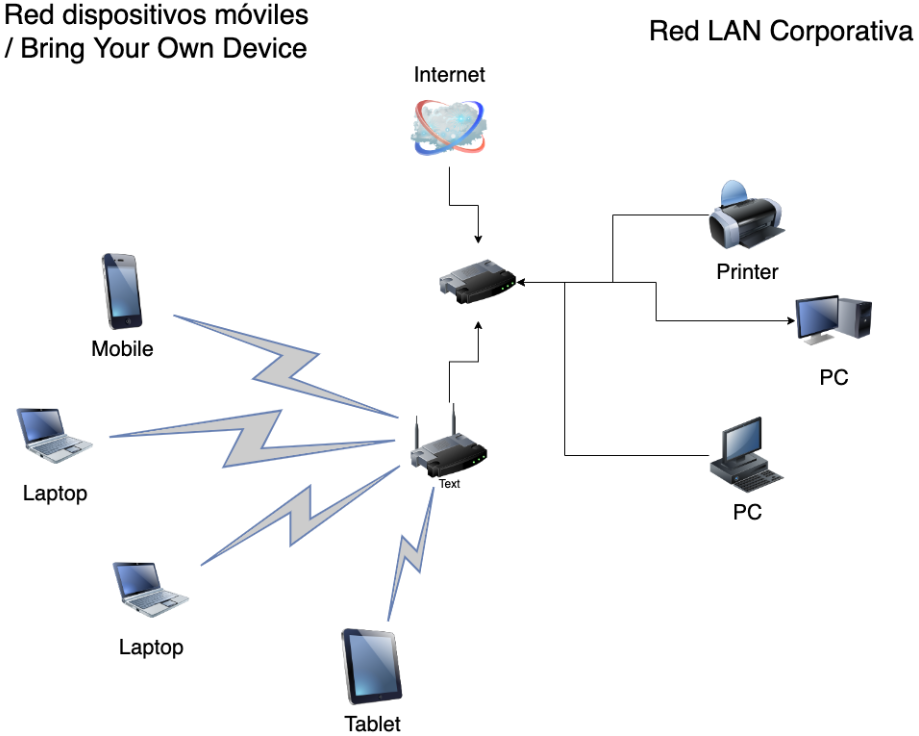 Red dispositivos móviles
/ Bring Your Own Device
Red LAN Corporativa
Internet
Printer
Mobile
PC
Laptop
Text
PC
Laptop
Tablet